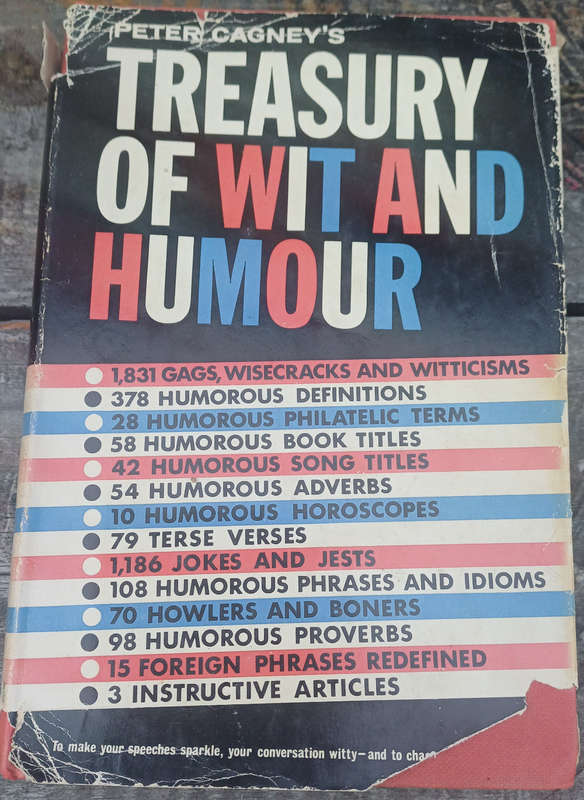 PETER CAGNEY'S
TREASURY
OF WIT AND
HUMOUR
1,831 GAGS, WISECRACKS AND WITTICISMS
378 HUMOROUS DEFINITIONS
28 HUMOROUS PHILATELIC TERMS
58 HUMOROUS BOOK TITLES
42 HUMOROUS SONG TITLES
54 HUMOROUS ADVERBS
10 HUMOROUS HOROSCOPES
79 TERSE VERSES
1,186 JOKES AND JESTS
108 HUMOROUS PHRASES AND IDIOMS
70 HOWLERS AND BONERS
98 HUMOROUS PROVERBS
15 FOREIGN PHRASES REDEFINED
3 INSTRUCTIVE ARTICLES
To make your speeches sparkle, your conversation witty—and to